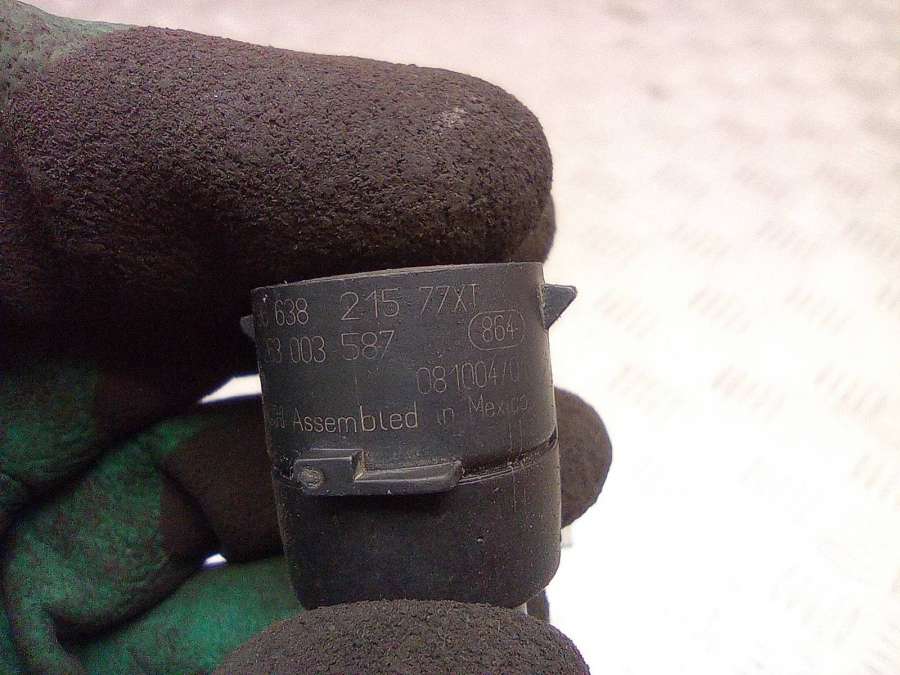 638 215 77XT
003 587 864
081004/0
Assembled in Mexico